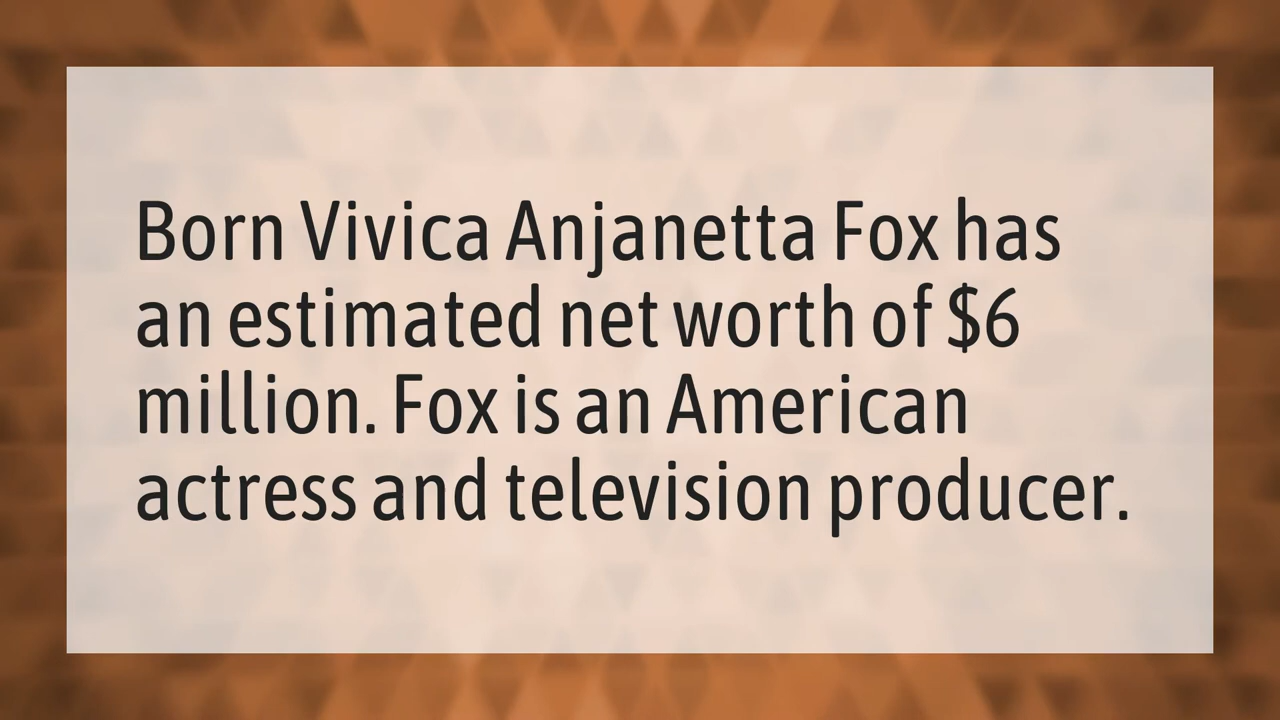 Born Vivica Anjanetta Fox has
an estimated net worth of $6
million. Fox is an American
actress and television producer.